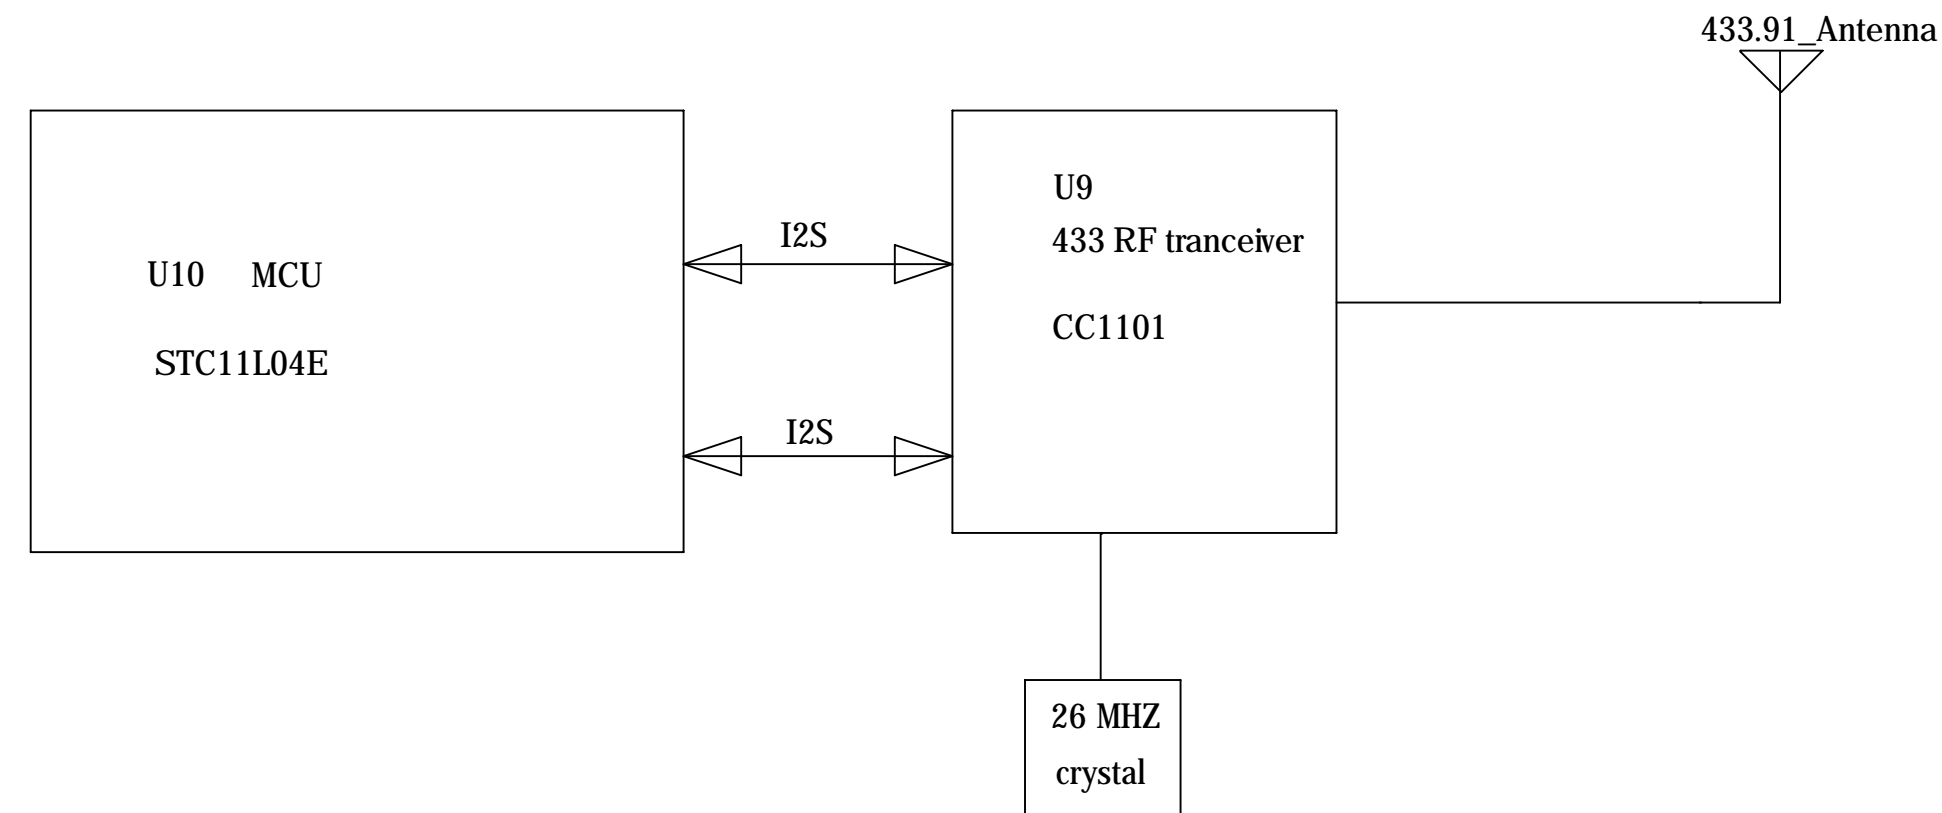 433.91_Antenna
U9
433 RF tranceiver
CC1101
I2S
U10 MCU
STC11L04E
I2S
26 MHZ
crystal